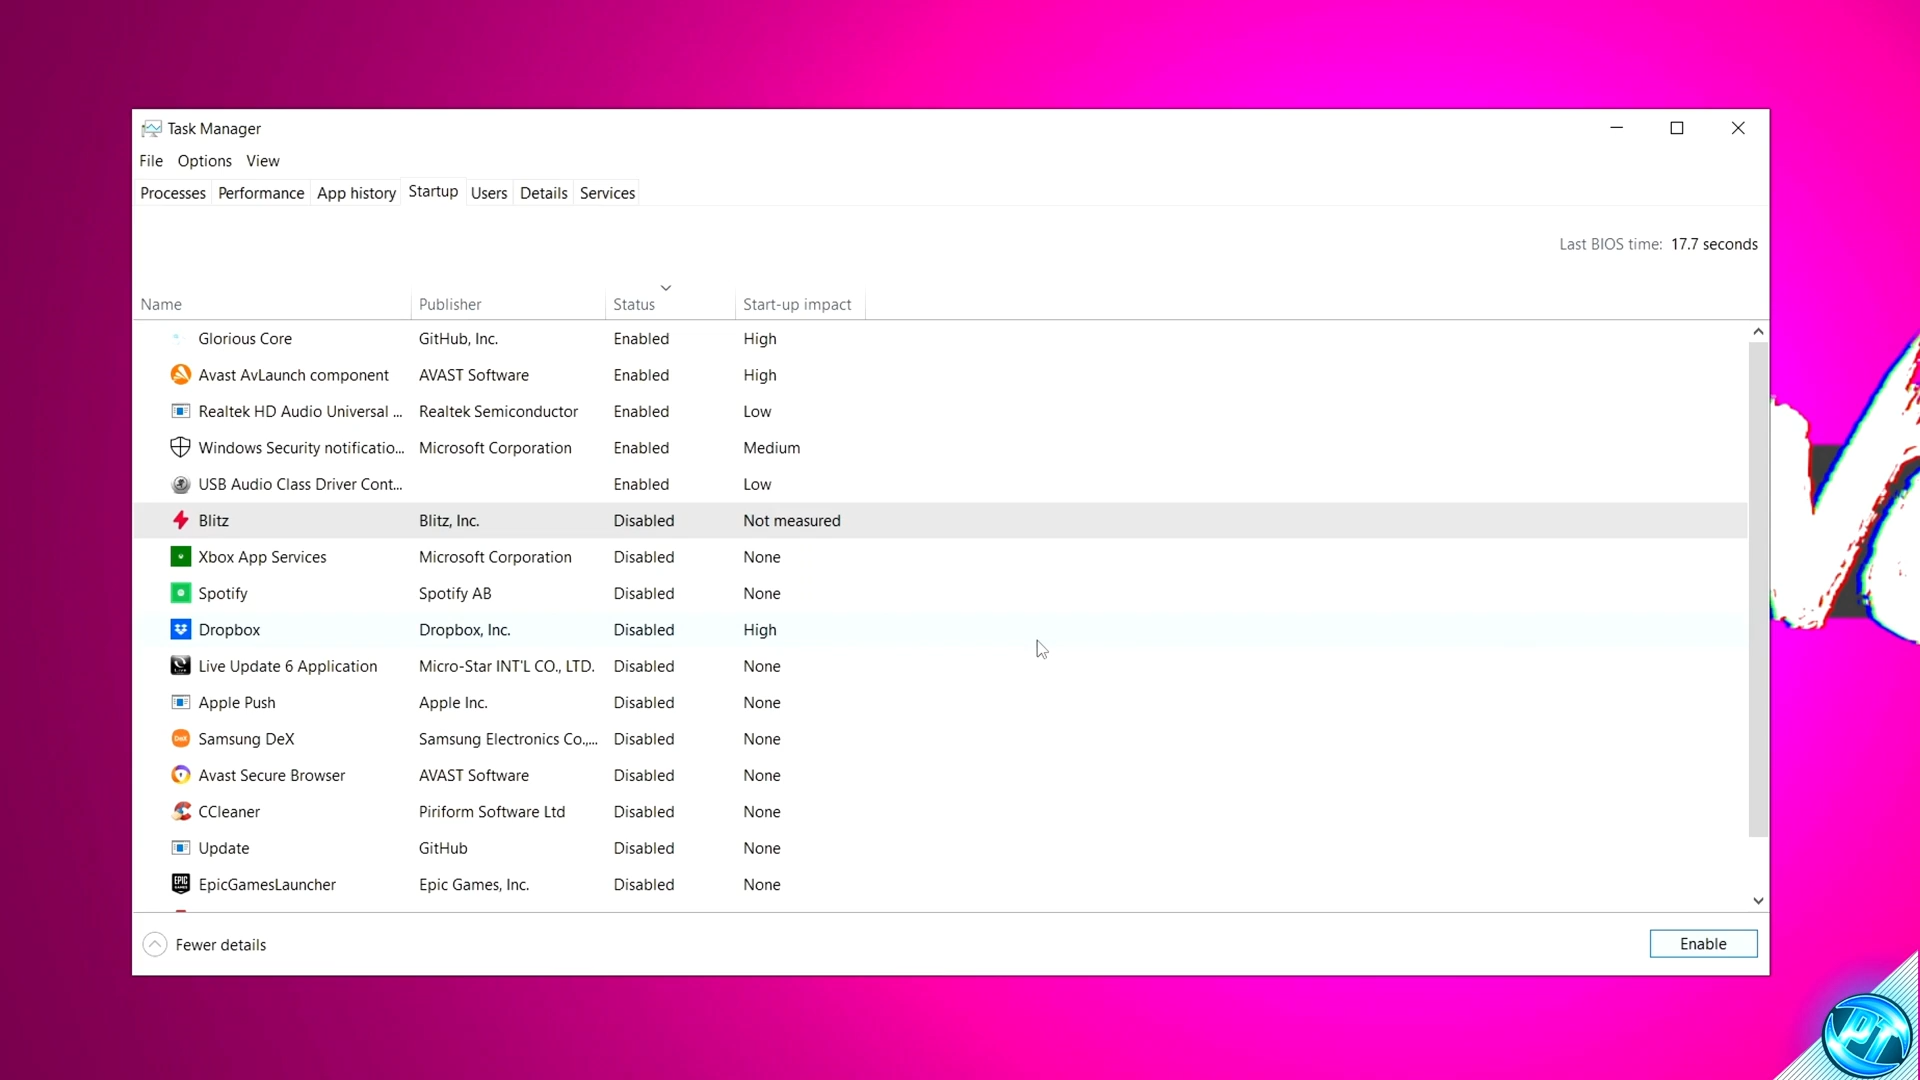 Task Manager
File Options View
Processes Performance App history Startup Users Details Services
Last BIOS time: 17.7 seconds
Name Publisher Status Start-up impact
Glorious Core GitHub, Inc. Enabled High
Avast AvLaunch component AVAST Software Enabled High
Realtek HD Audio Universal ... Realtek Semiconductor Enabled Low
Windows Security notificatio... Microsoft Corporation Enabled Medium
USB Audio Class Driver Cont... Enabled Low
Blitz Blitz, Inc. Disabled Not measured
Xbox App Services Microsoft Corporation Disabled None
Spotify Spotify AB Disabled None
Dropbox Dropbox, Inc. Disabled High
Live Update 6 Application Micro-Star INT'L CO., LTD. Disabled None
Apple Push Apple Inc. Disabled None
Samsung DeX Samsung Electronics Co.,... Disabled None
Avast Secure Browser AVAST Software Disabled None
CCleaner Piriform Software Ltd Disabled None
Update GitHub Disabled None
EpicGamesLauncher Epic Games, Inc. Disabled None
Fewer details Enable
PT